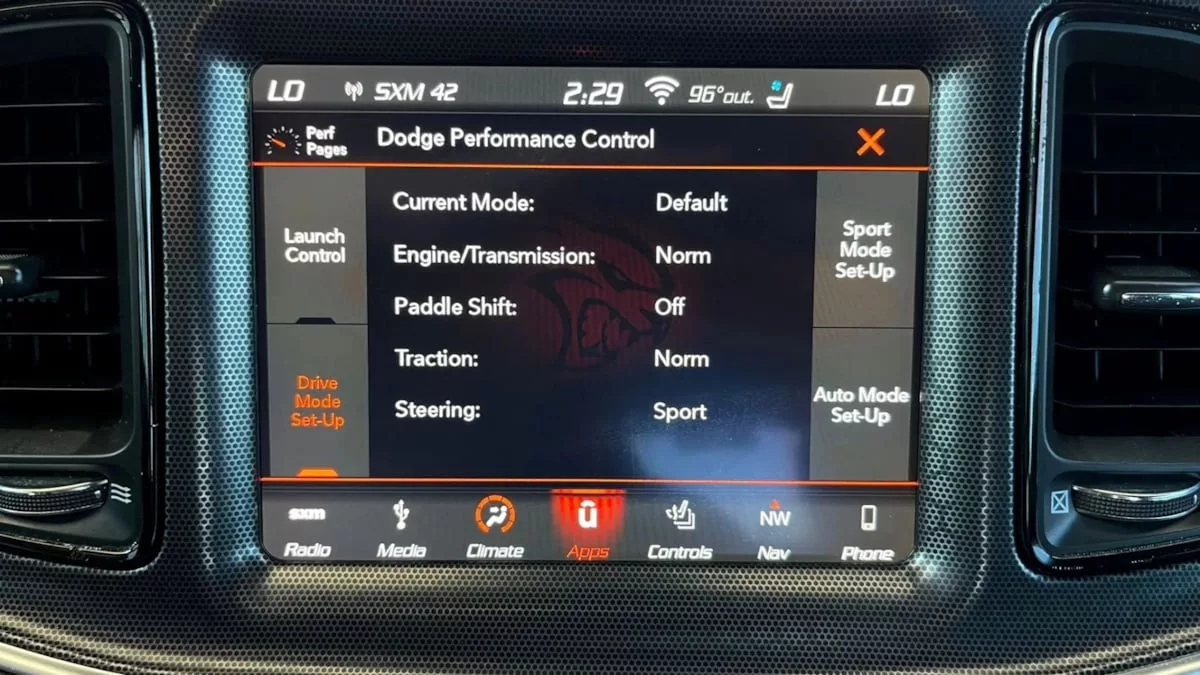 LO SXM 42 2:29 96°out. LO
Perf
Pages
Dodge Performance Control
Launch
Control
Drive
Mode
Set-Up
Current Mode: Default
Engine/Transmission: Norm
Paddle Shift: Off
Traction: Norm
Steering: Sport
Sport
Mode
Set-Up
Auto Mode
Set-Up
sxm
NW
Radio Media Climate Apps Controls Nav Phone